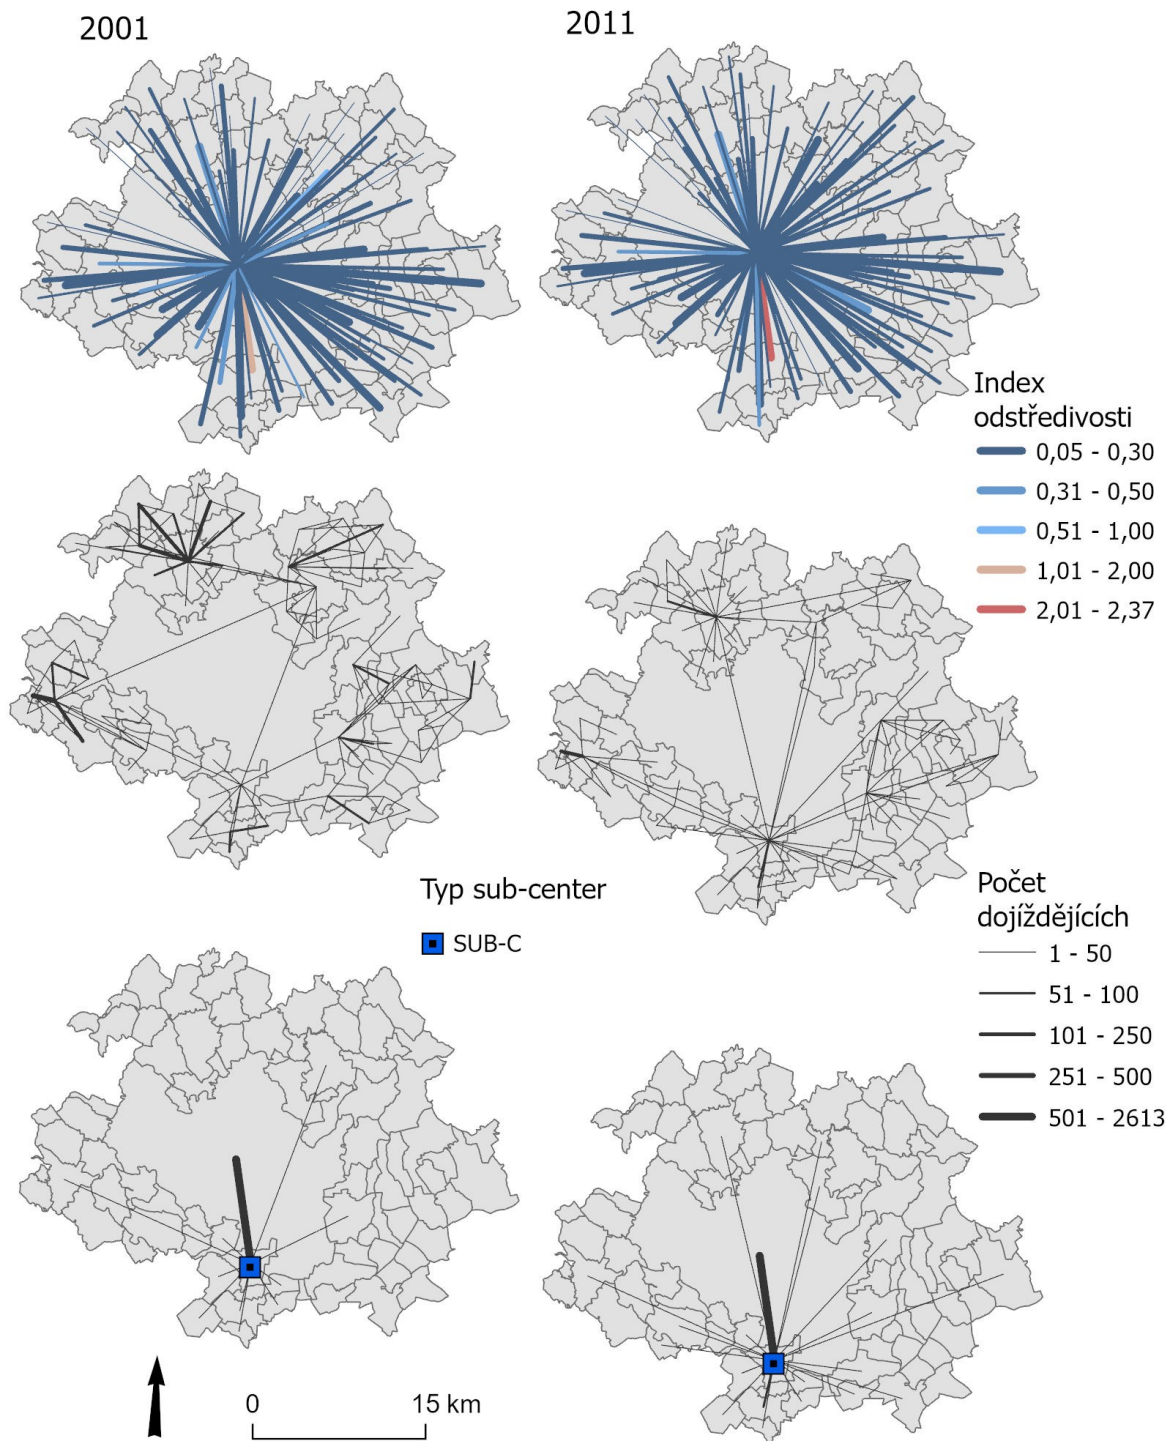 2001
2011
Index
odstředivosti
0,05 - 0,30
0,31 - 0,50
0,51 - 1,00
1,01 - 2,00
2,01 - 2,37
Typ sub-center
SUB-C
Počet
dojíždějících
1 - 50
51 - 100
101 - 250
251 - 500
501 - 2613
0
15 km